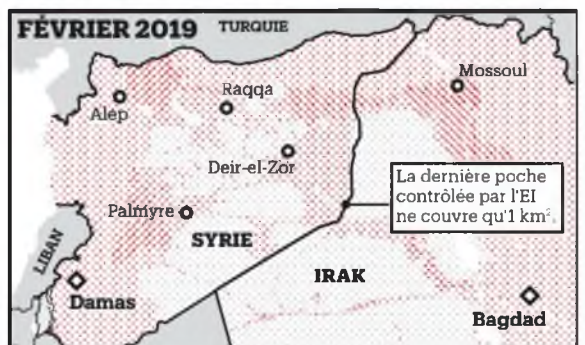 FÉVRIER 2019
TURQUIE
Mossoul
Raqqa
Alep
Deir-el-Zor
La dernière poche
contrôlée par l'EI
ne couvre qu'1 km².
Palmyre
SYRIE
LIBAN
IRAK
Damas
Bagdad